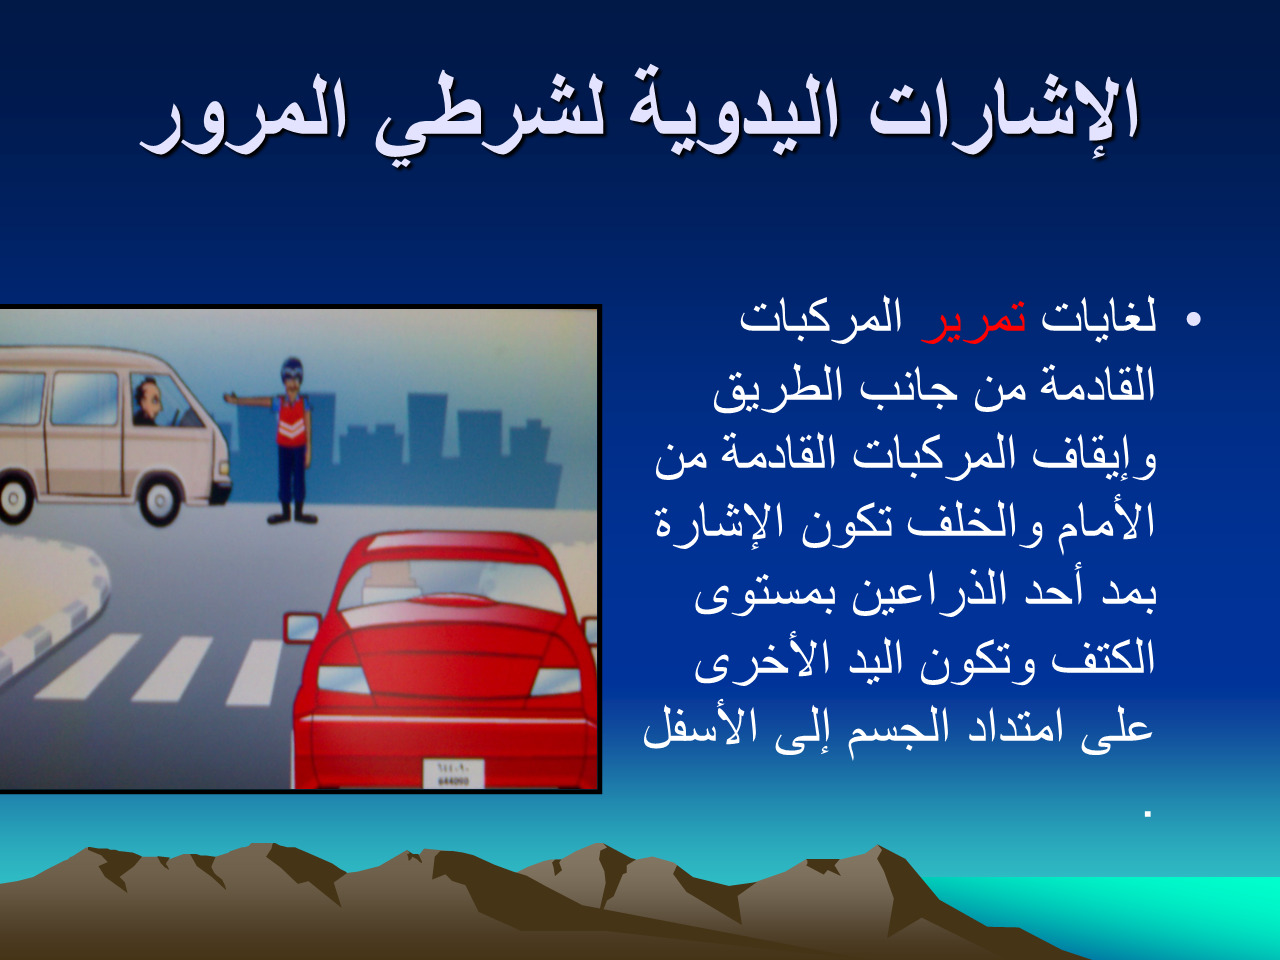 الإشارات اليدوية لشرطي المرور
• لغايات تمرير المركبات
القادمة من جانب الطريق
وإيقاف المركبات القادمة من
الأمام والخلف تكون الإشارة
بمد أحد الذراعين بمستوى
الكتف وتكون اليد الأخرى
على امتداد الجسم إلى الأسفل
.